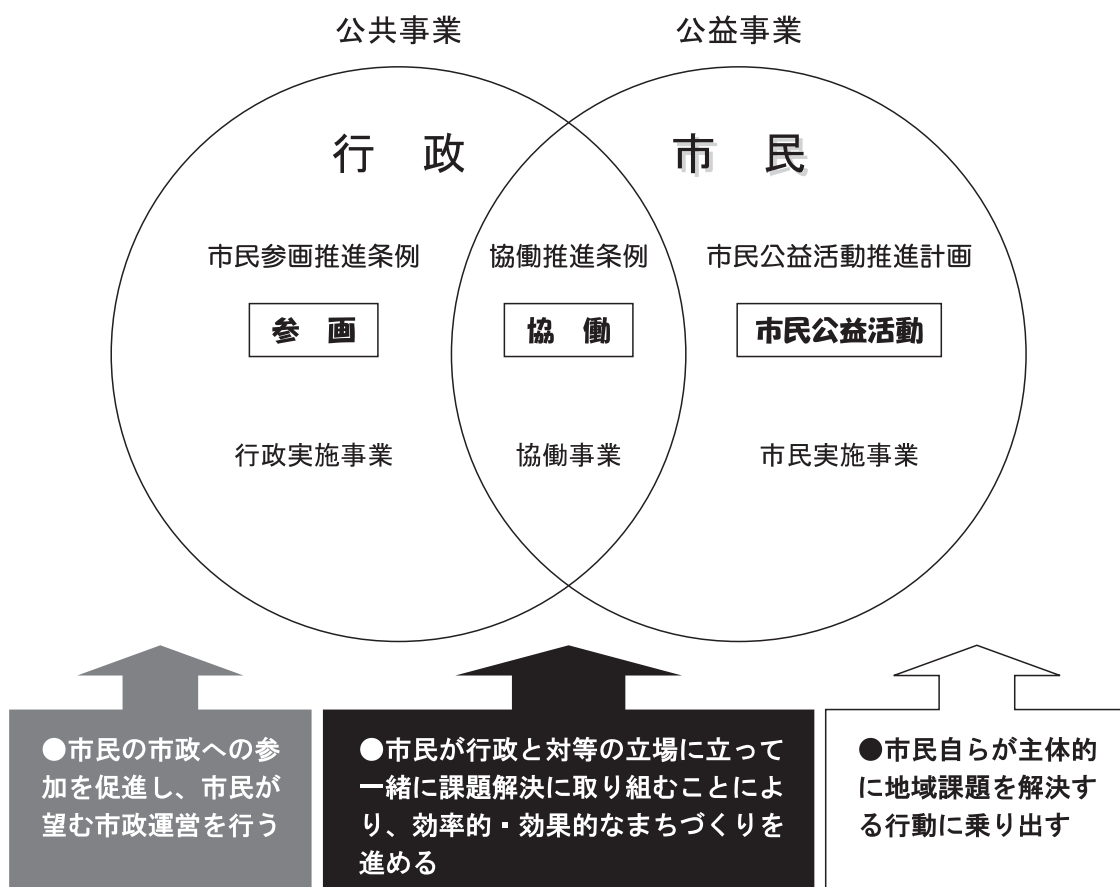 公共事業
公益事業
行 政
市 民
市民参画推進条例
協働推進条例
市民公益活動推進計画
参 画
協 働
市民公益活動
行政実施事業
協働事業
市民実施事業
●市民の市政への参
加を促進し、市民が
望む市政運営を行う
●市民が行政と対等の立場に立って
一緒に課題解決に取り組むことによ
り、効率的・効果的なまちづくりを
進める
●市民自らが主体的
に地域課題を解決す
る行動に乗り出す